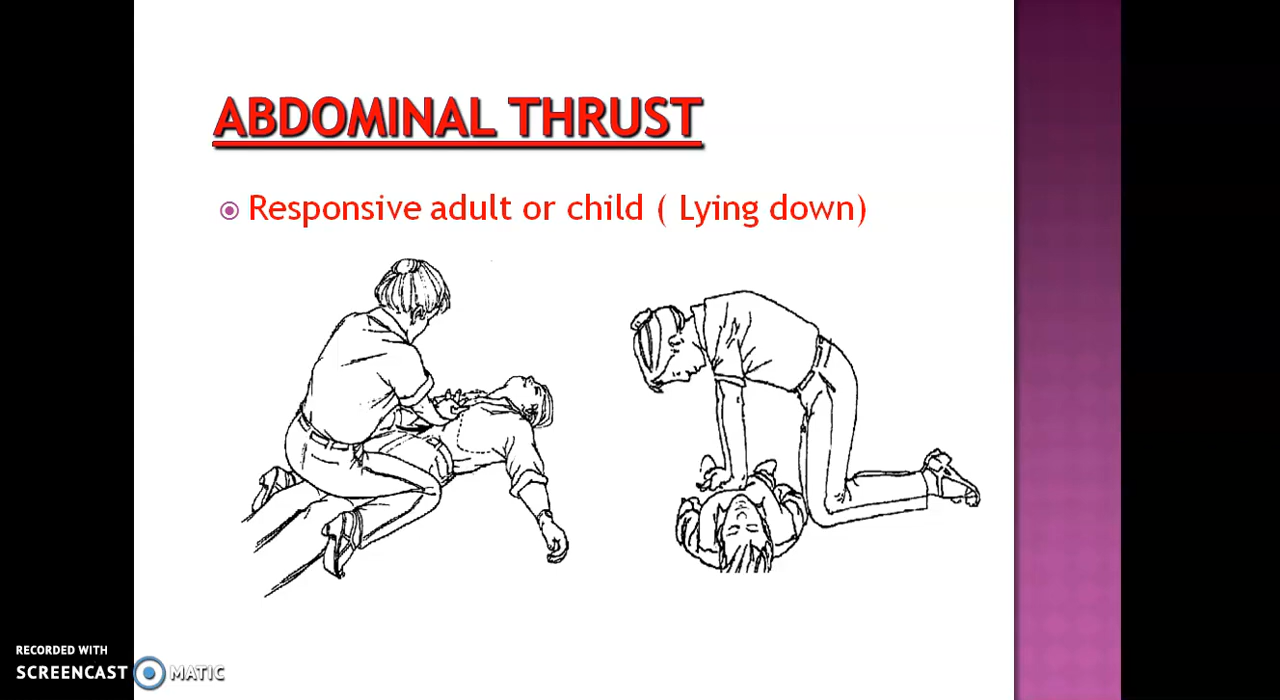 ABDOMINAL THRUST
Responsive adult or child ( Lying down)
RECORDED WITH
SCREENCAST MATIC